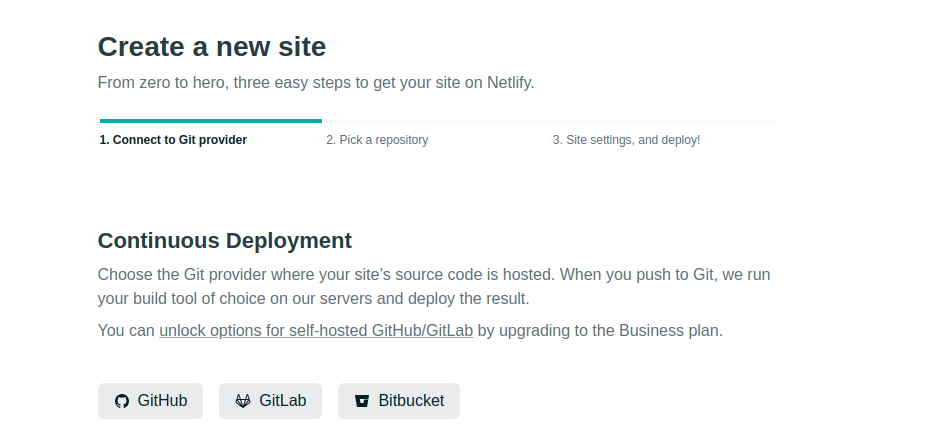 Create a new site
From zero to hero, three easy steps to get your site on Netlify.
1. Connect to Git provider
2. Pick a repository
3. Site settings, and deploy!
Continuous Deployment
Choose the Git provider where your site’s source code is hosted. When you push to Git, we run
your build tool of choice on our servers and deploy the result.
You can unlock options for self-hosted GitHub/GitLab by upgrading to the Business plan.
GitHub
GitLab
Bitbucket